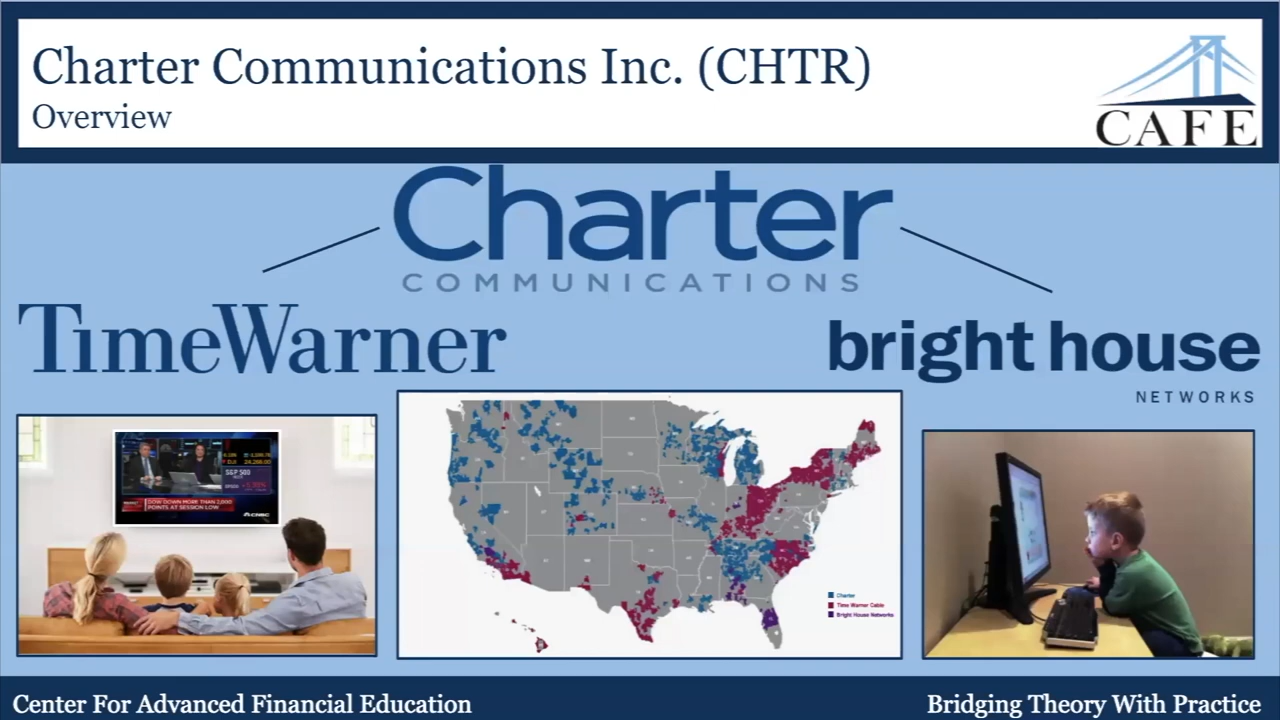 Charter Communications Inc. (CHTR)
Overview
CAFE
Charter
COMMUNICATIONS
TimeWarner
bright house
NETWORKS
S&P 500
DOW DOWN MORE THAN 2,000
POINTS AT SESSION LOW
CNBC
Charter
Time Warner Cable
Bright House Networks
Center For Advanced Financial Education
Bridging Theory With Practice